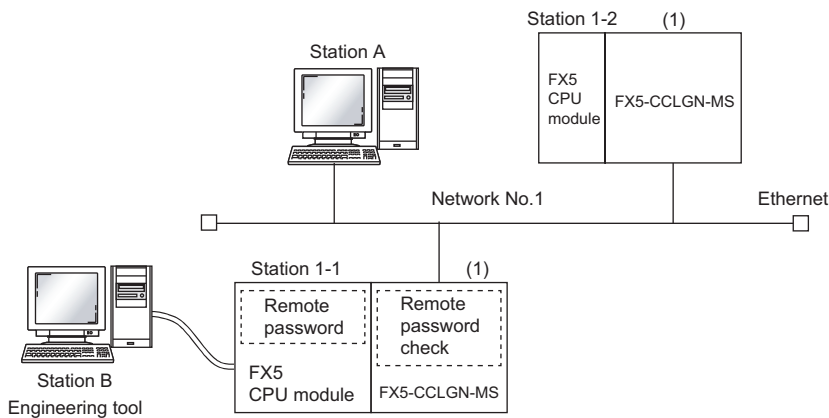 Station 1-2
(1)
Station A
FX5
CPU
module
FX5-CCLGN-MS
Network No.1
Ethernet
Station 1-1
(1)
Remote
password
Remote
password
check
FX5
CPU module
FX5-CCLGN-MS
Station B
Engineering tool